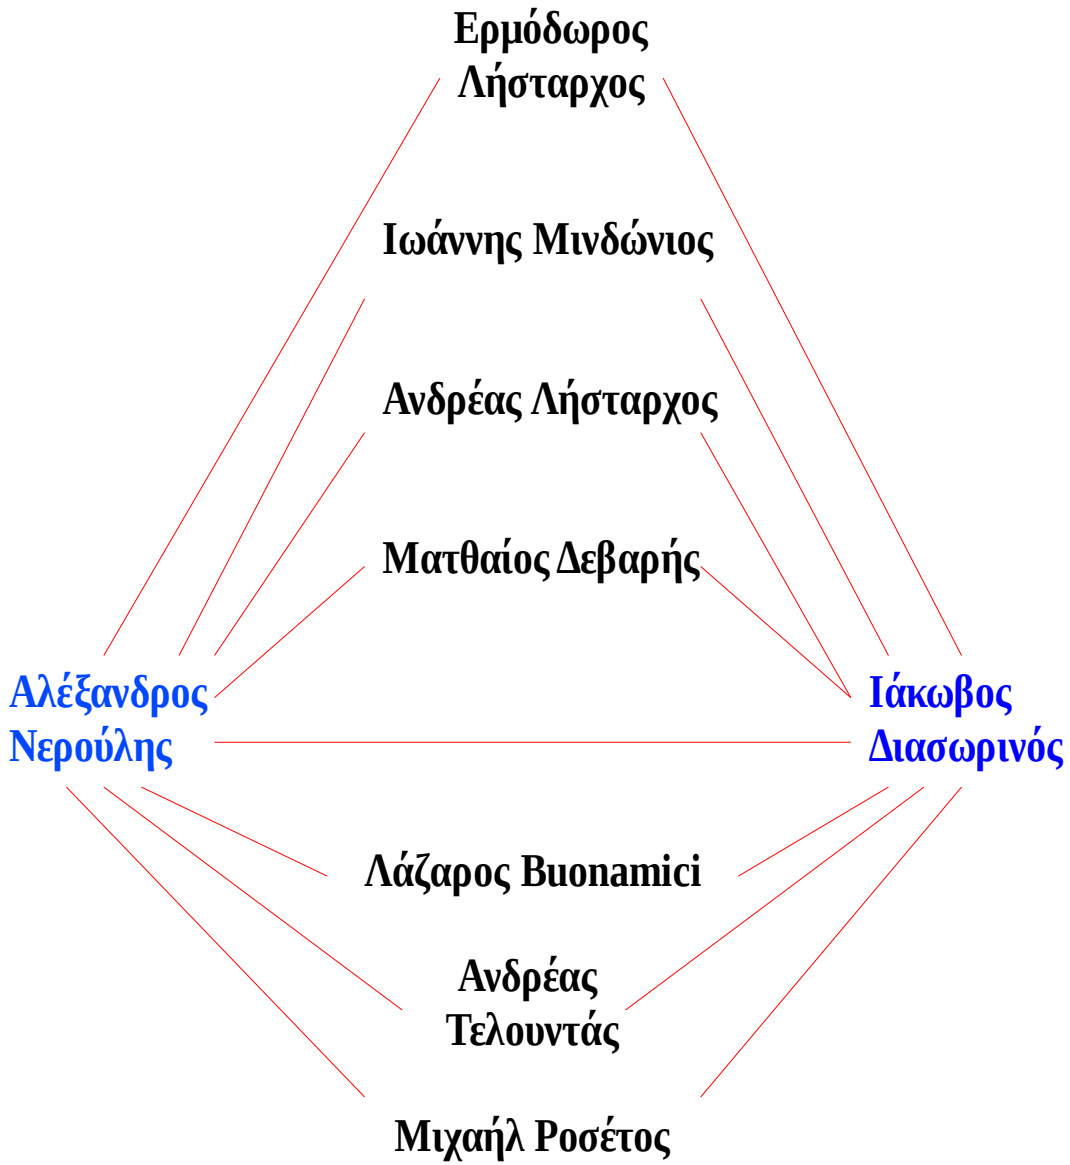 Ερμόδωρος
Λήσταρχος
Ιωάννης Μινδώνιος
Ανδρέας Λήσταρχος
Ματθαίος Δεβαρής
Αλέξανδρος
Νερούλης
Ιάκωβος
Διασωρινός
Λάζαρος Buonamici
Ανδρέας
Τελουντάς
Μιχαήλ Ροσέτος